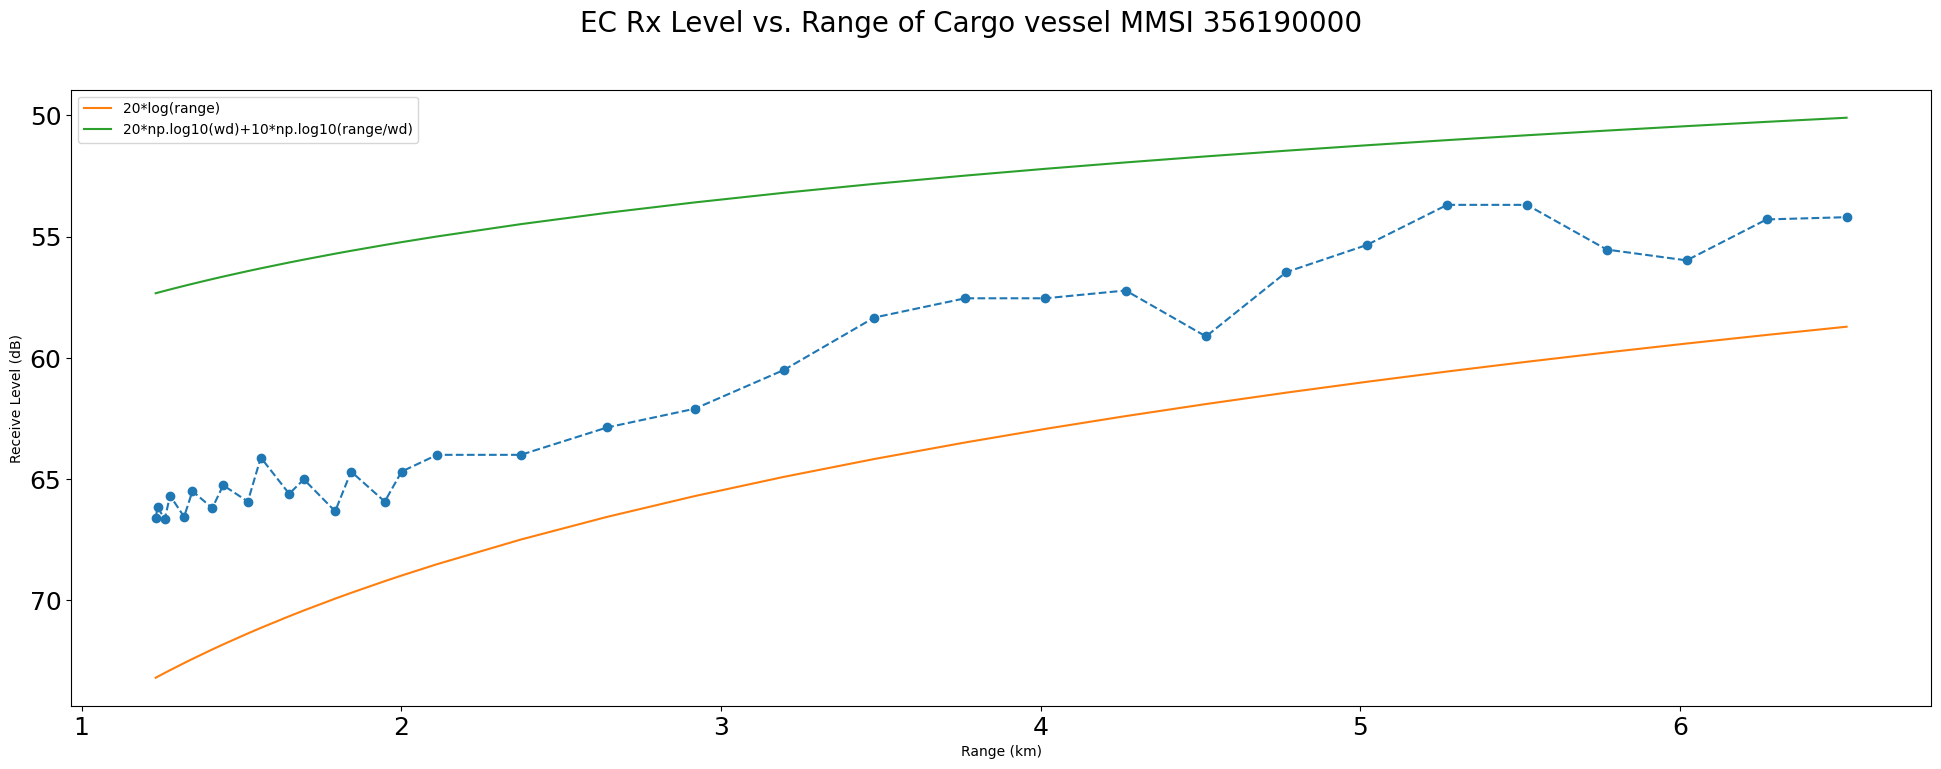 EC Rx Level vs. Range of Cargo vessel MMSI 356190000
20*log(range)
20*np.log10(wd)+10*np.log10(range/wd)
Receive Level (dB)
50
55
60
65
70
1 2 3 4 5 6
Range (km)